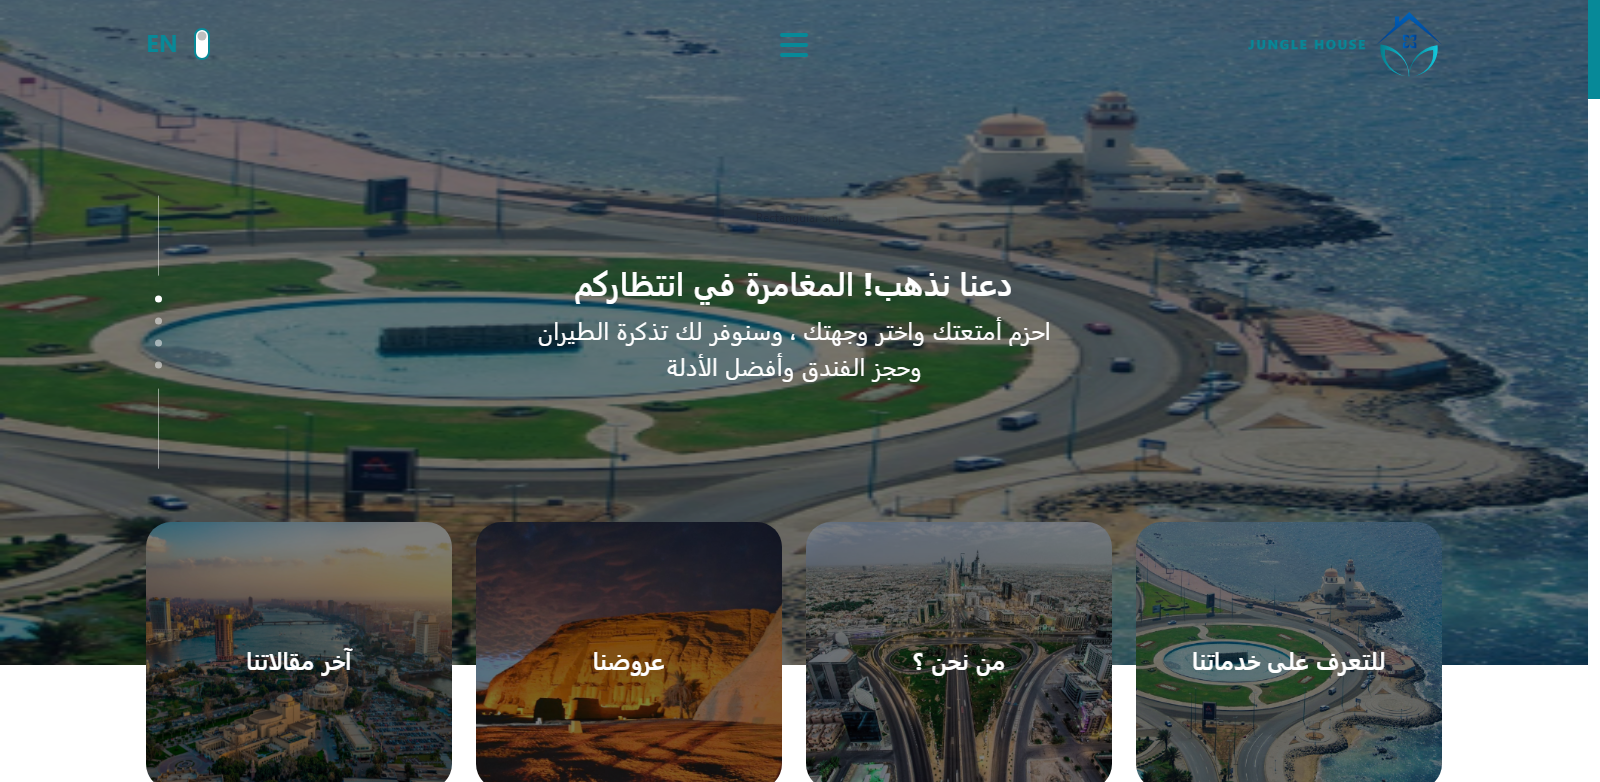 JUNGLE HOUSE
EN
دعنا نذهب! المغامرة في انتظاركم
احزم أمتعتك واختر وجهتك ، وسنوفر لك تذكرة الطيران
وحجز الفندق وأفضل الأدلة
للتعرف على خدماتنا
من نحن ؟
عروضنا
آخر مقالاتنا